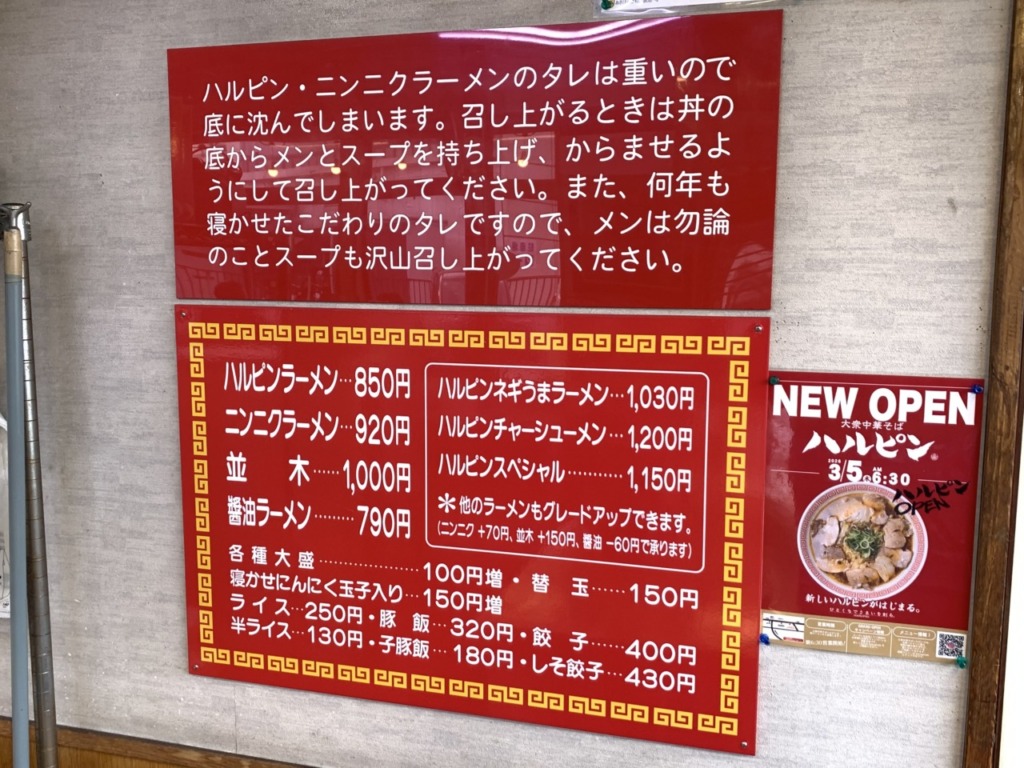 ハルピン・ニンニクラーメンのタレは重いので
底に沈んでしまいます。召し上がるときは丼の
底からメンとスープを持ち上げ、からませるよ
うにして召し上がってください。また、何年も
寝かせたこだわりのタレですので、メンは勿論
のことスープも沢山召し上がってください。
ハルピンラーメン…850円
ニンニクラーメン…920円
並 木……1,000円
醤油ラーメン………790円
ハルピンネギうまラーメン…1,030円
ハルピンチャーシューメン…1,200円
ハルピンスペシャル…………1,150円
＊他のラーメンもグレードアップできます。
(ニンニク +70円、並木 +150円、醤油 −60円で承ります)
各種大盛………………100円増・替 玉……150円
寝かせにんにく玉子入り…150円増
ライス…250円・豚 飯…320円・餃 子……400円
半ライス…130円・子豚飯…180円・しそ餃子…430円
NEW OPEN
大衆中華そば
ハルピン
3/5 AM 6:30
ハルピン
OPEN
新しいハルピンがはじまる。